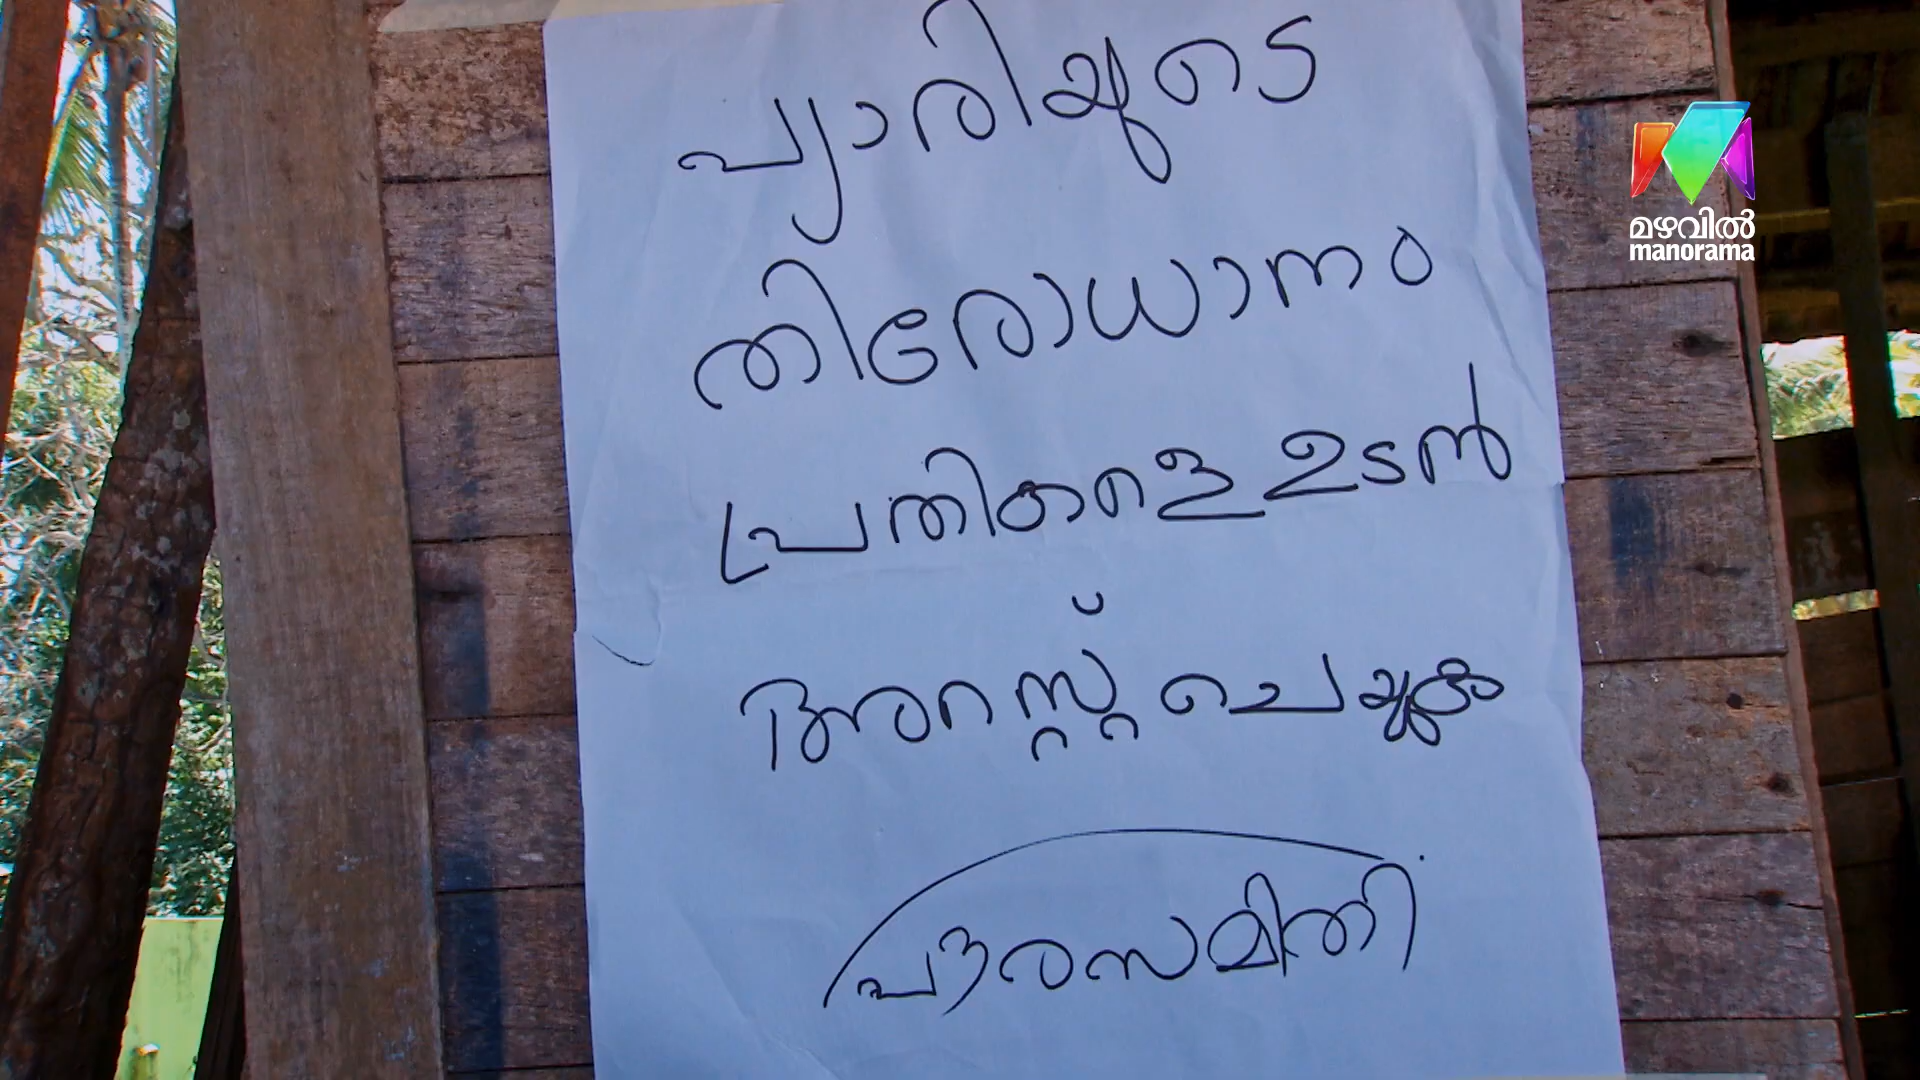 പ്യാരിയുടെ
തിരോധാനം
പ്രതികളെ ഉടൻ
അറസ്റ്റ് ചെയ്യുക
പൗരസമിതി
മഴവിൽ
manorama